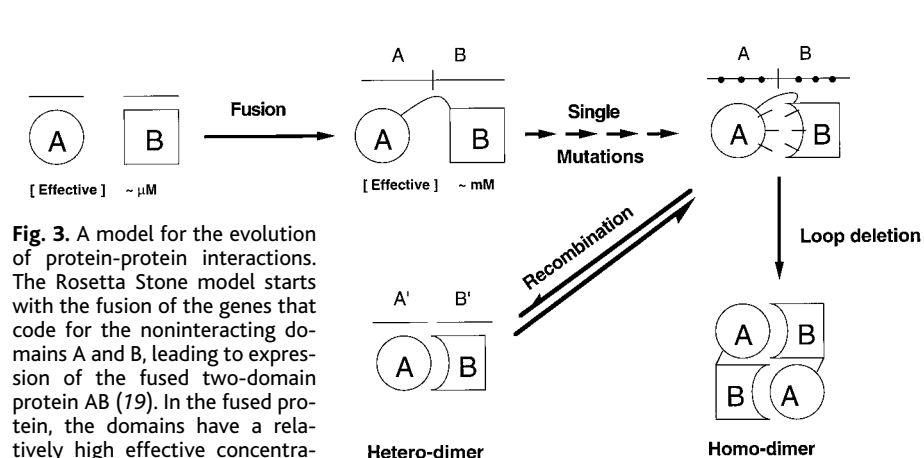 A B
A B
Fusion
Single
Mutations
A B
A B
A B
[ Effective ] ~ µM
[ Effective ] ~ mM
Fig. 3. A model for the evolution
of protein-protein interactions.
The Rosetta Stone model starts
with the fusion of the genes that
code for the noninteracting do-
mains A and B, leading to expres-
sion of the fused two-domain
protein AB (19). In the fused pro-
tein, the domains have a rela-
tively high effective concentra-
Recombination
Loop deletion
A' B'
A B
Hetero-dimer
A B
B A
Homo-dimer